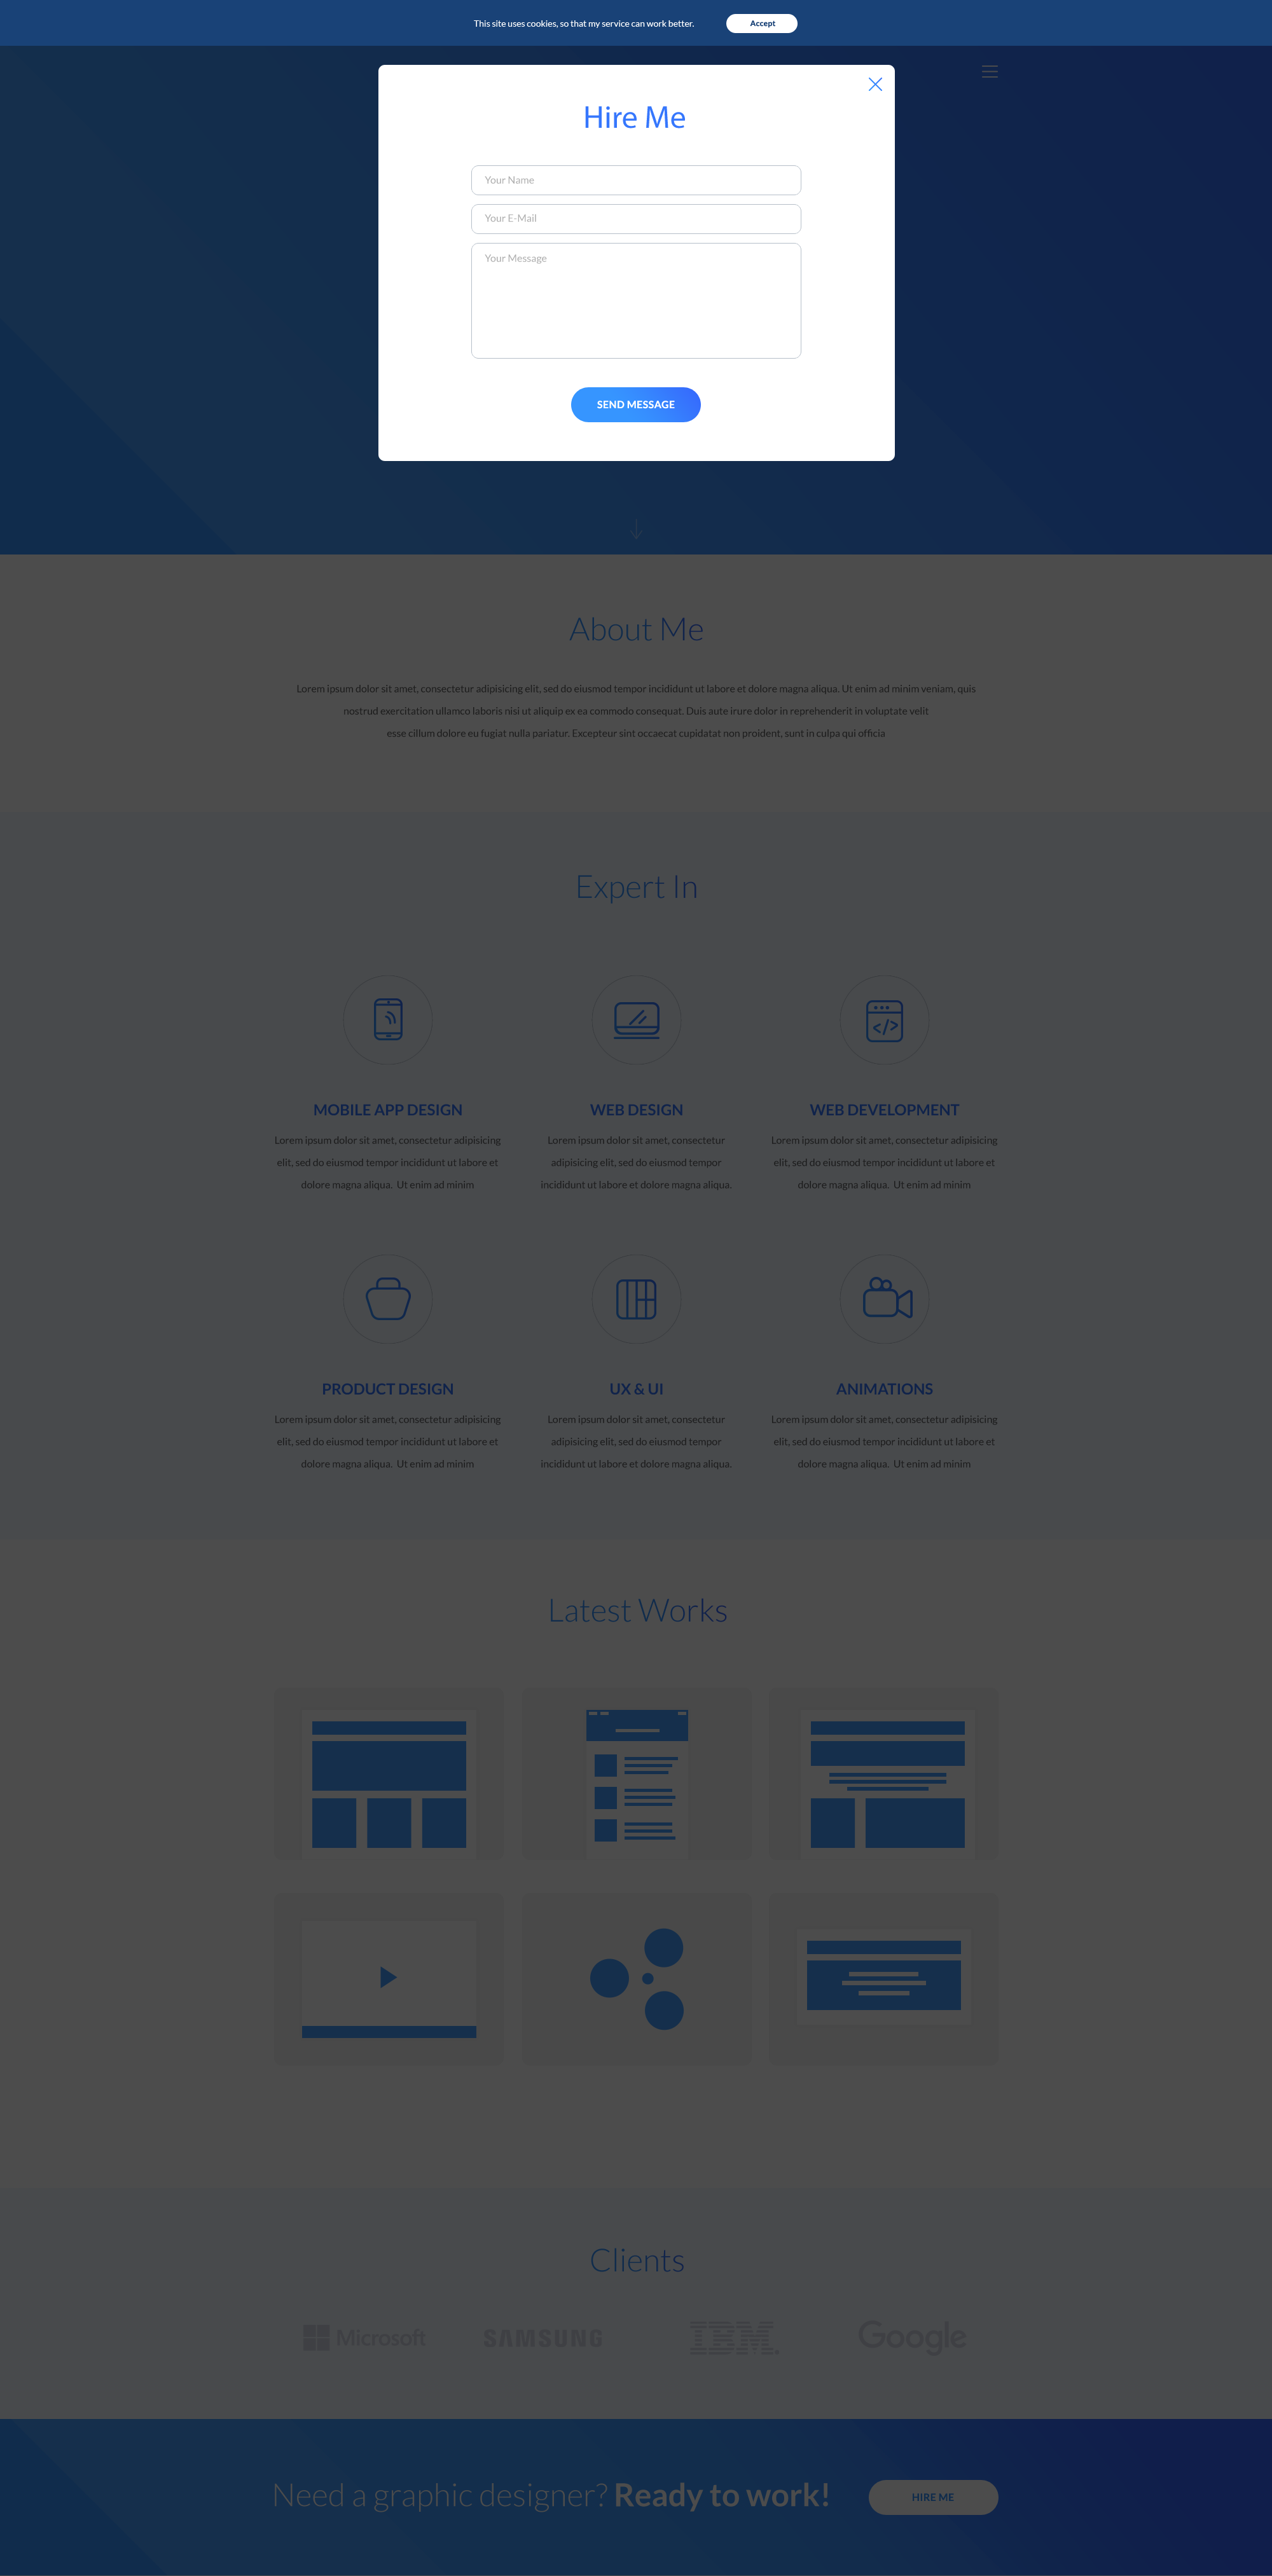 This site uses cookies, so that my service can work better.
Accept
Hire Me
Your Name
Your E-Mail
Your Message
SEND MESSAGE
About Me
Lorem ipsum dolor sit amet, consectetur adipisicing elit, sed do eiusmod tempor incididunt ut labore et dolore magna aliqua. Ut enim ad minim veniam, quis
nostrud exercitation ullamco laboris nisi ut aliquip ex ea commodo consequat. Duis aute irure dolor in reprehenderit in voluptate velit
esse cillum dolore eu fugiat nulla pariatur. Excepteur sint occaecat cupidatat non proident, sunt in culpa qui officia
Expert In
MOBILE APP DESIGN
Lorem ipsum dolor sit amet, consectetur adipisicing
elit, sed do eiusmod tempor incididunt ut labore et
dolore magna aliqua. Ut enim ad minim
WEB DESIGN
Lorem ipsum dolor sit amet, consectetur
adipisicing elit, sed do eiusmod tempor
incididunt ut labore et dolore magna aliqua.
WEB DEVELOPMENT
Lorem ipsum dolor sit amet, consectetur adipisicing
elit, sed do eiusmod tempor incididunt ut labore et
dolore magna aliqua. Ut enim ad minim
PRODUCT DESIGN
Lorem ipsum dolor sit amet, consectetur adipisicing
elit, sed do eiusmod tempor incididunt ut labore et
dolore magna aliqua. Ut enim ad minim
UX & UI
Lorem ipsum dolor sit amet, consectetur
adipisicing elit, sed do eiusmod tempor
incididunt ut labore et dolore magna aliqua.
ANIMATIONS
Lorem ipsum dolor sit amet, consectetur adipisicing
elit, sed do eiusmod tempor incididunt ut labore et
dolore magna aliqua. Ut enim ad minim
Latest Works
Clients
Microsoft
SAMSUNG
IBM
Google
Need a graphic designer? Ready to work!
HIRE ME